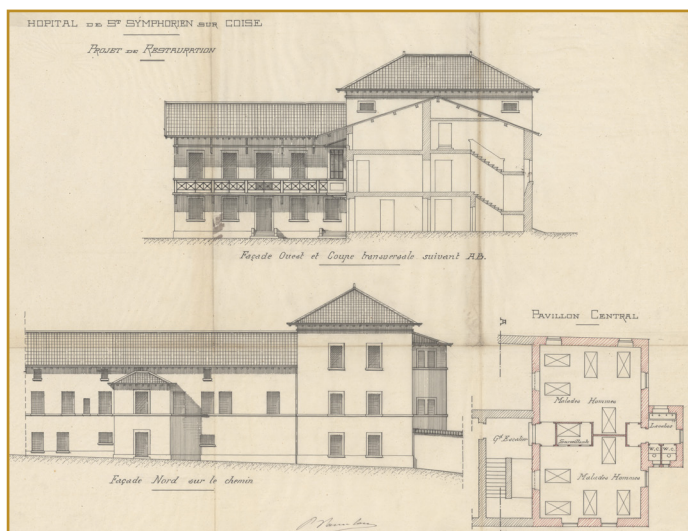 HOPITAL DE ST SYMPHORIEN SUR COISE
PROJET DE RESTAURATION
Façade Ouest et Coupe transversale suivant A.B.
Façade Nord sur le chemin
PAVILLON CENTRAL
Malades Hommes
Gd Escalier
Lavabos
W.C.
W.C.
Malades Hommes